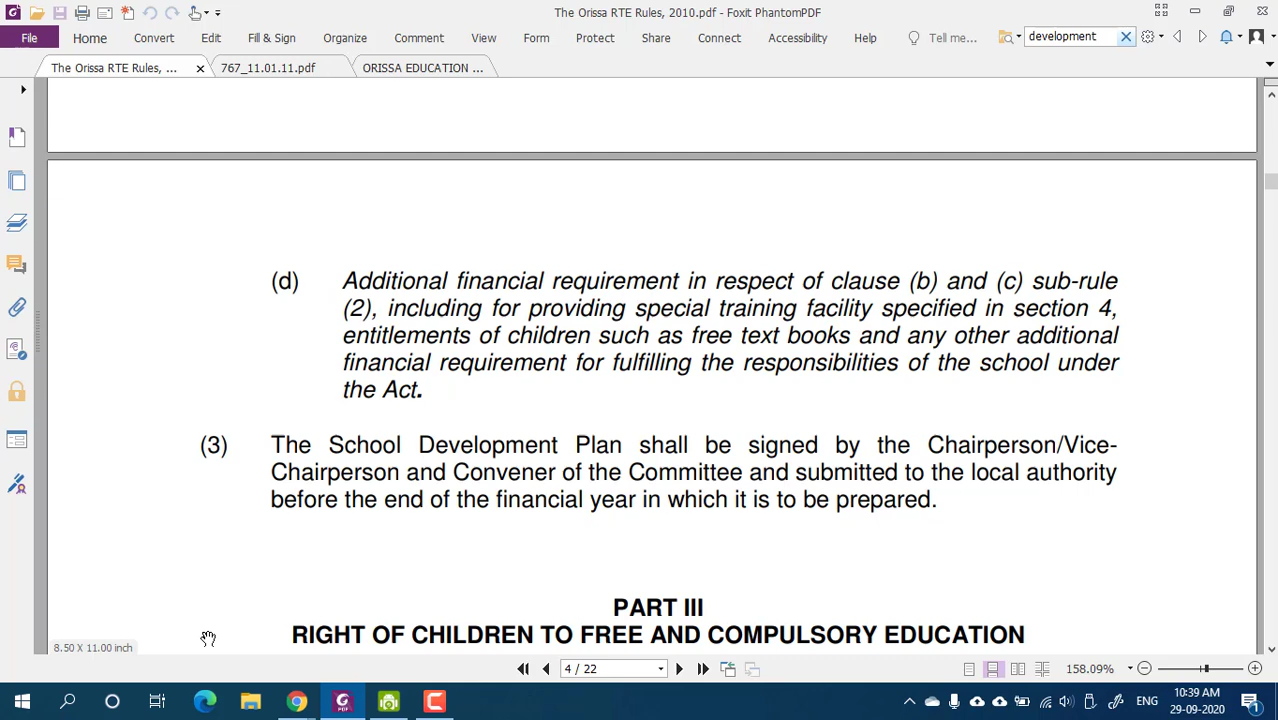 The Orissa RTE Rules, 2010.pdf - Foxit PhantomPDF
File Home Convert Edit Fill & Sign Organize Comment View Form Protect Share Connect Accessibility Help Tell me... development
The Orissa RTE Rules, ... 767_11.01.11.pdf ORISSA EDUCATION ...
(d) Additional financial requirement in respect of clause (b) and (c) sub-rule
(2), including for providing special training facility specified in section 4,
entitlements of children such as free text books and any other additional
financial requirement for fulfilling the responsibilities of the school under
the Act.
(3) The School Development Plan shall be signed by the Chairperson/Vice-
Chairperson and Convener of the Committee and submitted to the local authority
before the end of the financial year in which it is to be prepared.
PART III
RIGHT OF CHILDREN TO FREE AND COMPULSORY EDUCATION
8.50 X 11.00 inch
4 / 22 158.09%
ENG 10:39 AM
29-09-2020